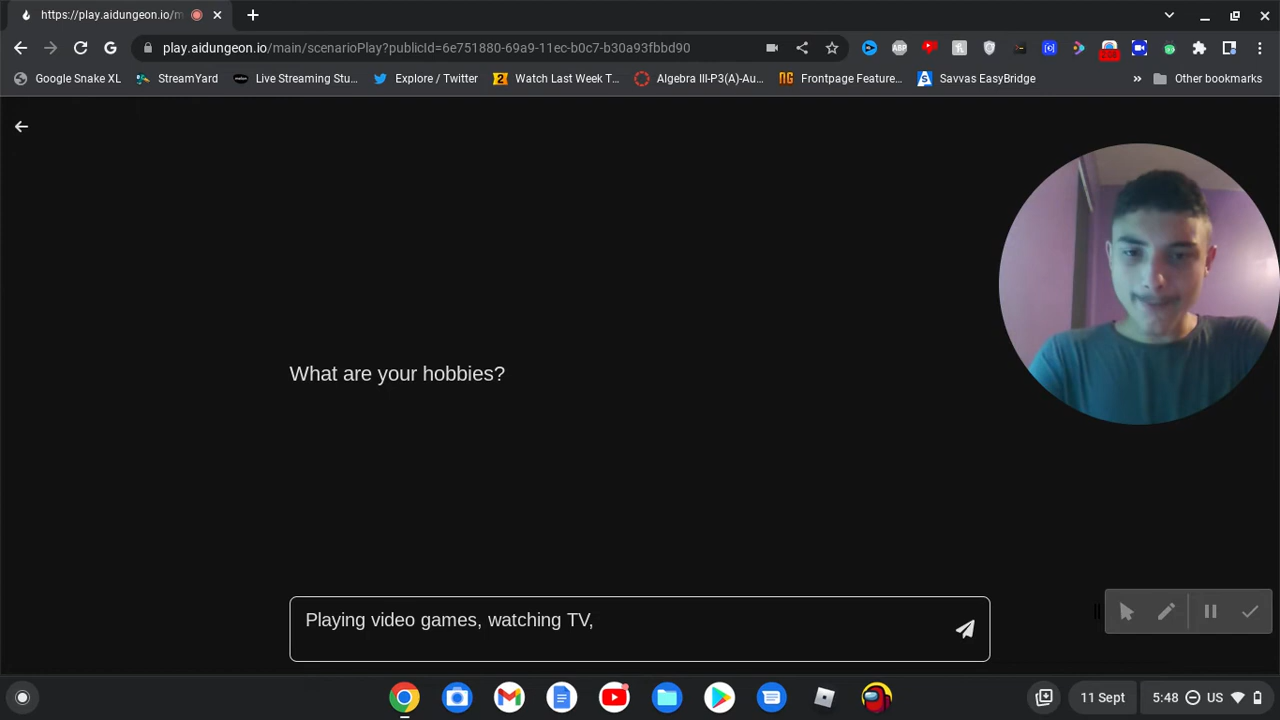 https://play.aidungeon.io/m
play.aidungeon.io/main/scenarioPlay?publicId=6e751880-69a9-11ec-b0c7-b30a93fbbd90
Google Snake XL
StreamYard
Live Streaming Stu...
Explore / Twitter
Watch Last Week T...
Algebra III-P3(A)-Au...
Frontpage Feature...
Savvas EasyBridge
»
Other bookmarks
What are your hobbies?
Playing video games, watching TV,
11 Sept
5:48
US